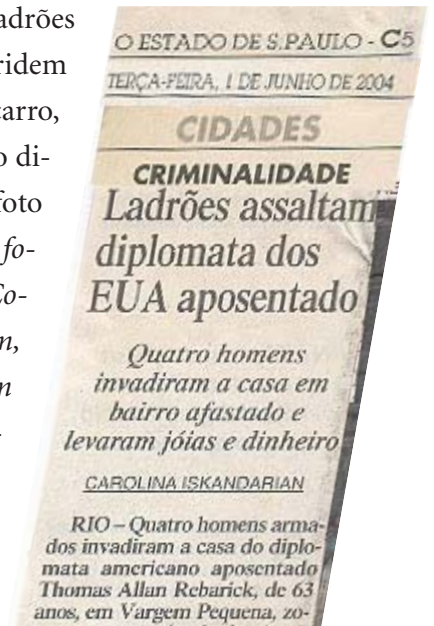 adrões
ridem
carro,
o di-
foto
fo-
Co-
m,
n
O ESTADO DE S.PAULO - C5
TERÇA-FEIRA, 1 DE JUNHO DE 2004
CIDADES
CRIMINALIDADE
Ladrões assaltam
diplomata dos
EUA aposentado
Quatro homens
invadiram a casa em
bairro afastado e
levaram jóias e dinheiro
CAROLINA ISKANDARIAN
RIO – Quatro homens arma-
dos invadiram a casa do diplo-
mata americano aposentado
Thomas Allan Rebarick, de 63
anos, em Vargem Pequena, zo-